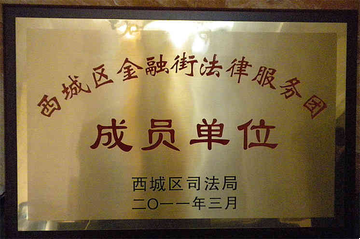 西城区金融街法律服务团
成员单位
西城区司法局
二〇一一年三月